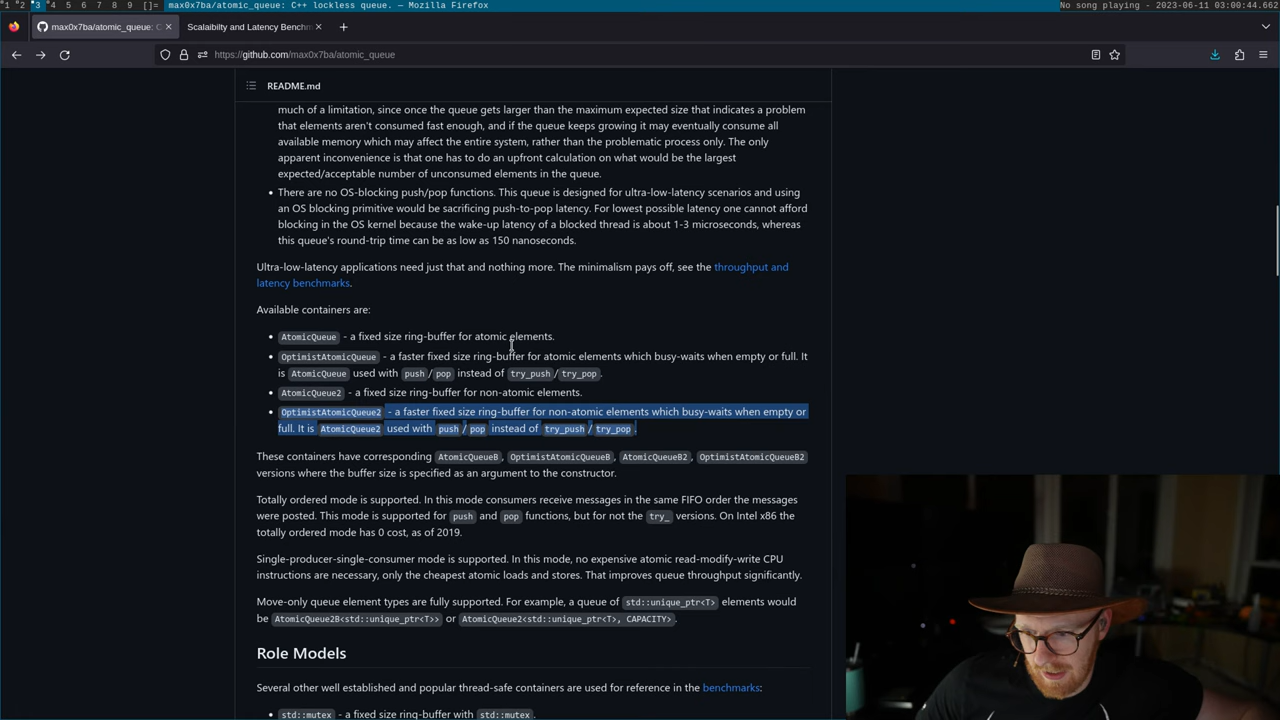 1 2 3 4 5 6 7 8 9 []= max0x7ba/atomic_queue: C++ lockless queue. — Mozilla Firefox No song playing - 2023-06-11 03:00:44.662
max0x7ba/atomic_queue: C Scalaibilty and Latency Benchm
https://github.com/max0x7ba/atomic_queue
README.md
much of a limitation, since once the queue gets larger than the maximum expected size that indicates a problem
that elements aren't consumed fast enough, and if the queue keeps growing it may eventually consume all
available memory which may affect the entire system, rather than the problematic process only. The only
apparent inconvenience is that one has to do an upfront calculation on what would be the largest
expected/acceptable number of unconsumed elements in the queue.
• There are no OS-blocking push/pop functions. This queue is designed for ultra-low-latency scenarios and using
an OS blocking primitive would be sacrificing push-to-pop latency. For lowest possible latency one cannot afford
blocking in the OS kernel because the wake-up latency of a blocked thread is about 1-3 microseconds, whereas
this queue's round-trip time can be as low as 150 nanoseconds.
Ultra-low-latency applications need just that and nothing more. The minimalism pays off, see the throughput and
latency benchmarks.
Available containers are:
• AtomicQueue - a fixed size ring-buffer for atomic elements.
• OptimistAtomicQueue - a faster fixed size ring-buffer for atomic elements which busy-waits when empty or full. It
is AtomicQueue used with push/pop instead of try_push/try_pop.
• AtomicQueue2 - a fixed size ring-buffer for non-atomic elements.
• OptimistAtomicQueue2 - a faster fixed size ring-buffer for non-atomic elements which busy-waits when empty or
full. It is AtomicQueue2 used with push/pop instead of try_push/try_pop.
These containers have corresponding AtomicQueueB, OptimistAtomicQueueB, AtomicQueueB2, OptimistAtomicQueueB2
versions where the buffer size is specified as an argument to the constructor.
Totally ordered mode is supported. In this mode consumers receive messages in the same FIFO order the messages
were posted. This mode is supported for push and pop functions, but for not the try_ versions. On Intel x86 the
totally ordered mode has 0 cost, as of 2019.
Single-producer-single-consumer mode is supported. In this mode, no expensive atomic read-modify-write CPU
instructions are necessary, only the cheapest atomic loads and stores. That improves queue throughput significantly.
Move-only queue element types are fully supported. For example, a queue of std::unique_ptr<T> elements would
be AtomicQueue2B<std::unique_ptr<T>> or AtomicQueue2<std::unique_ptr<T>, CAPACITY>.
Role Models
Several other well established and popular thread-safe containers are used for reference in the benchmarks:
• std::mutex - a fixed size ring-buffer with std::mutex.